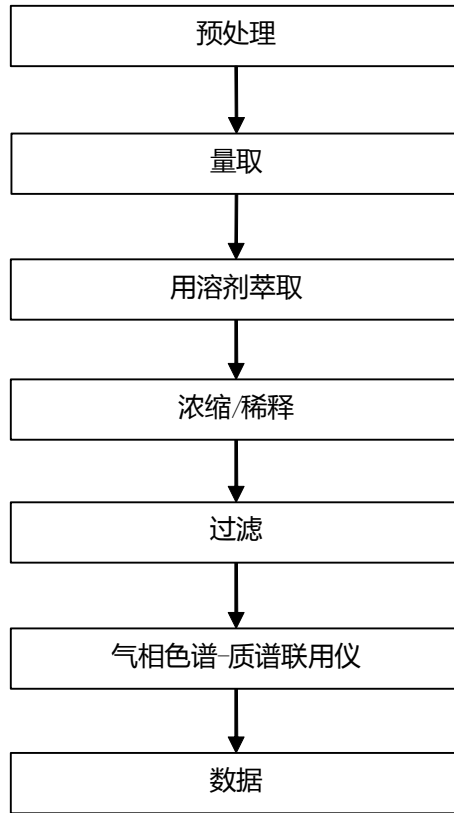 预处理
量取
用溶剂萃取
浓缩/稀释
过滤
气相色谱-质谱联用仪
数据